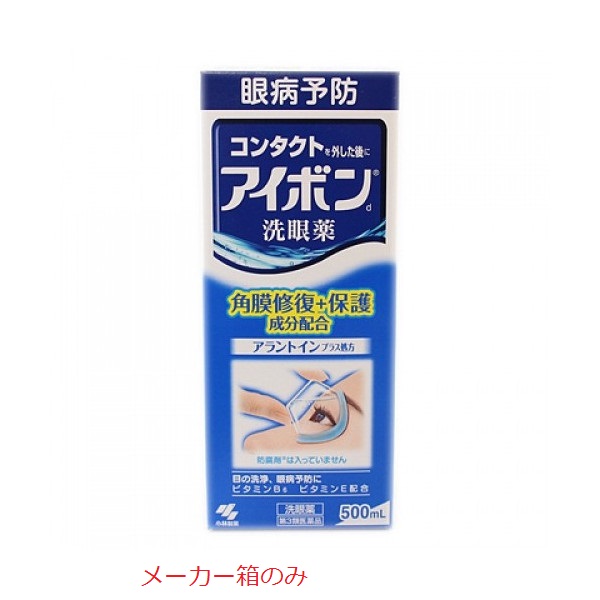 眼病予防
コンタクトを外した後に
アイボン®d
洗眼薬
角膜修復+保護
成分配合
アラントインプラス処方
防腐剤※は入っていません
目の洗浄、眼病予防に
ビタミンB6 ビタミンE配合
小林製薬
洗眼薬
第3類医薬品
500mL
メーカー箱のみ